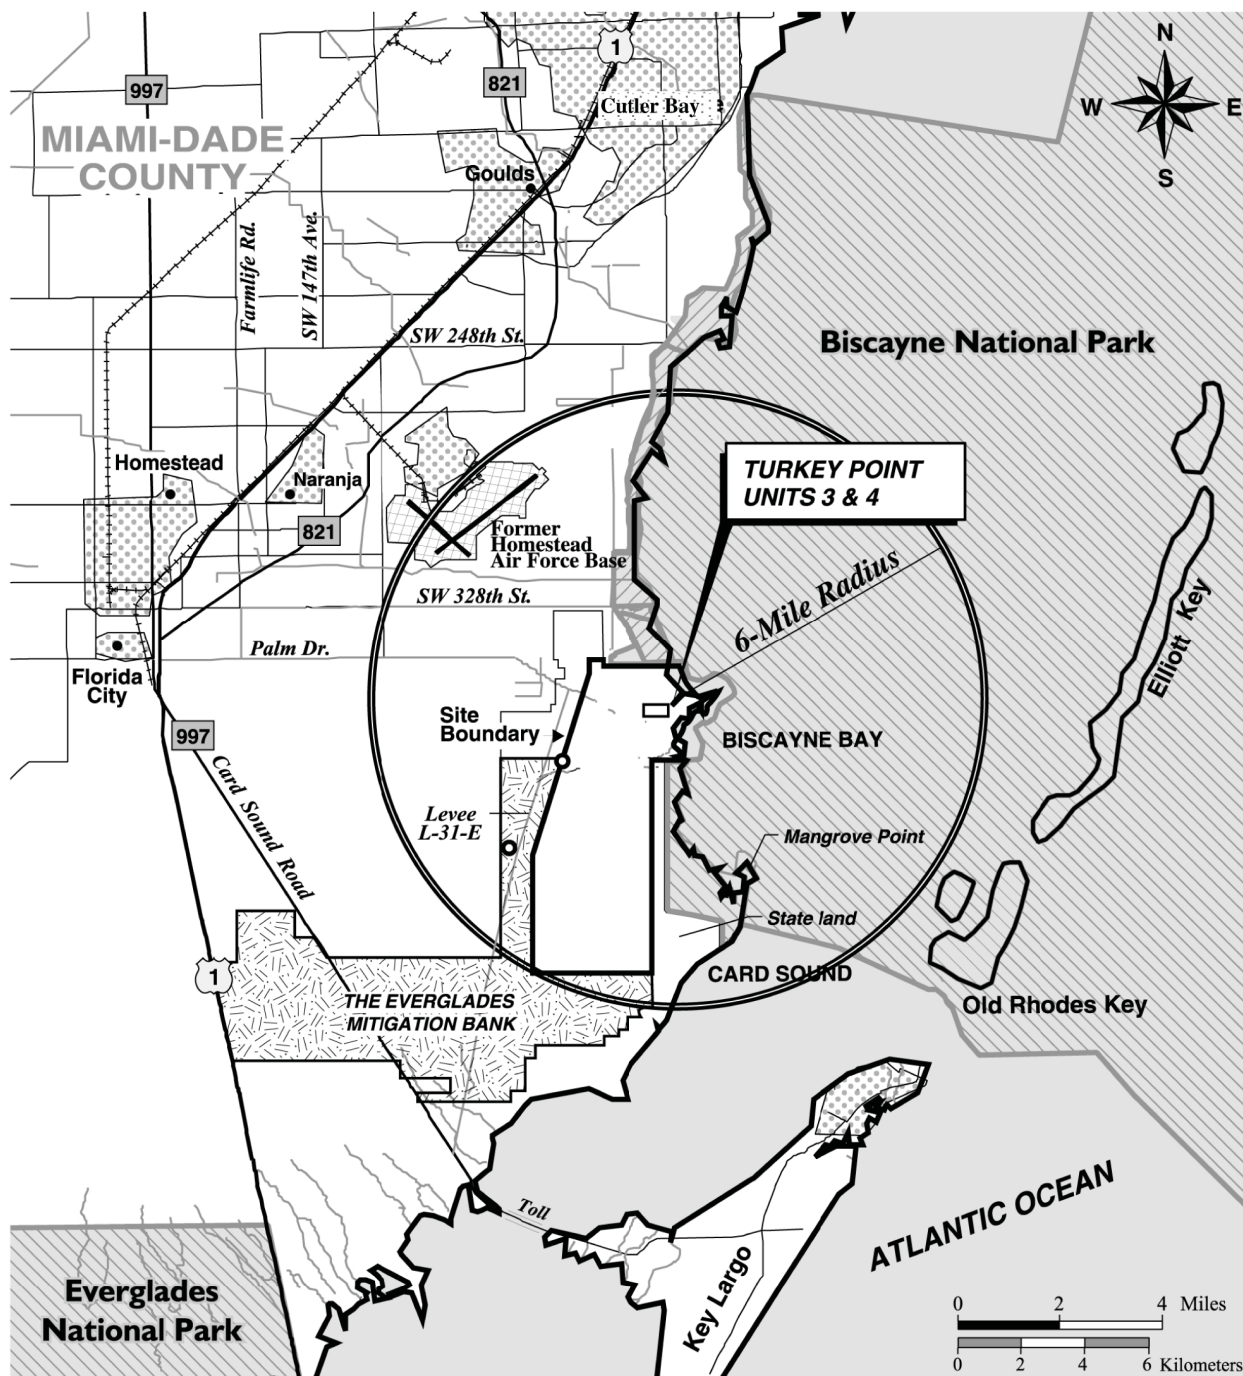 N
W E
S
1
997
821
Cutler Bay
MIAMI-DADE
COUNTY
Goulds
Farmlife Rd.
SW 147th Ave.
SW 248th St.
Biscayne National Park
TURKEY POINT
UNITS 3 & 4
Homestead
Naranja
821
Former
Homestead
Air Force Base
6-Mile Radius
SW 328th St.
Elliott Key
Palm Dr.
Florida
City
Site
Boundary
997
BISCAYNE BAY
Card Sound Road
Levee
L-31-E
Mangrove Point
State land
1
CARD SOUND
THE EVERGLADES
MITIGATION BANK
Old Rhodes Key
Toll
ATLANTIC OCEAN
Key Largo
Everglades
National Park
0 2 4 Miles
0 2 4 6 Kilometers